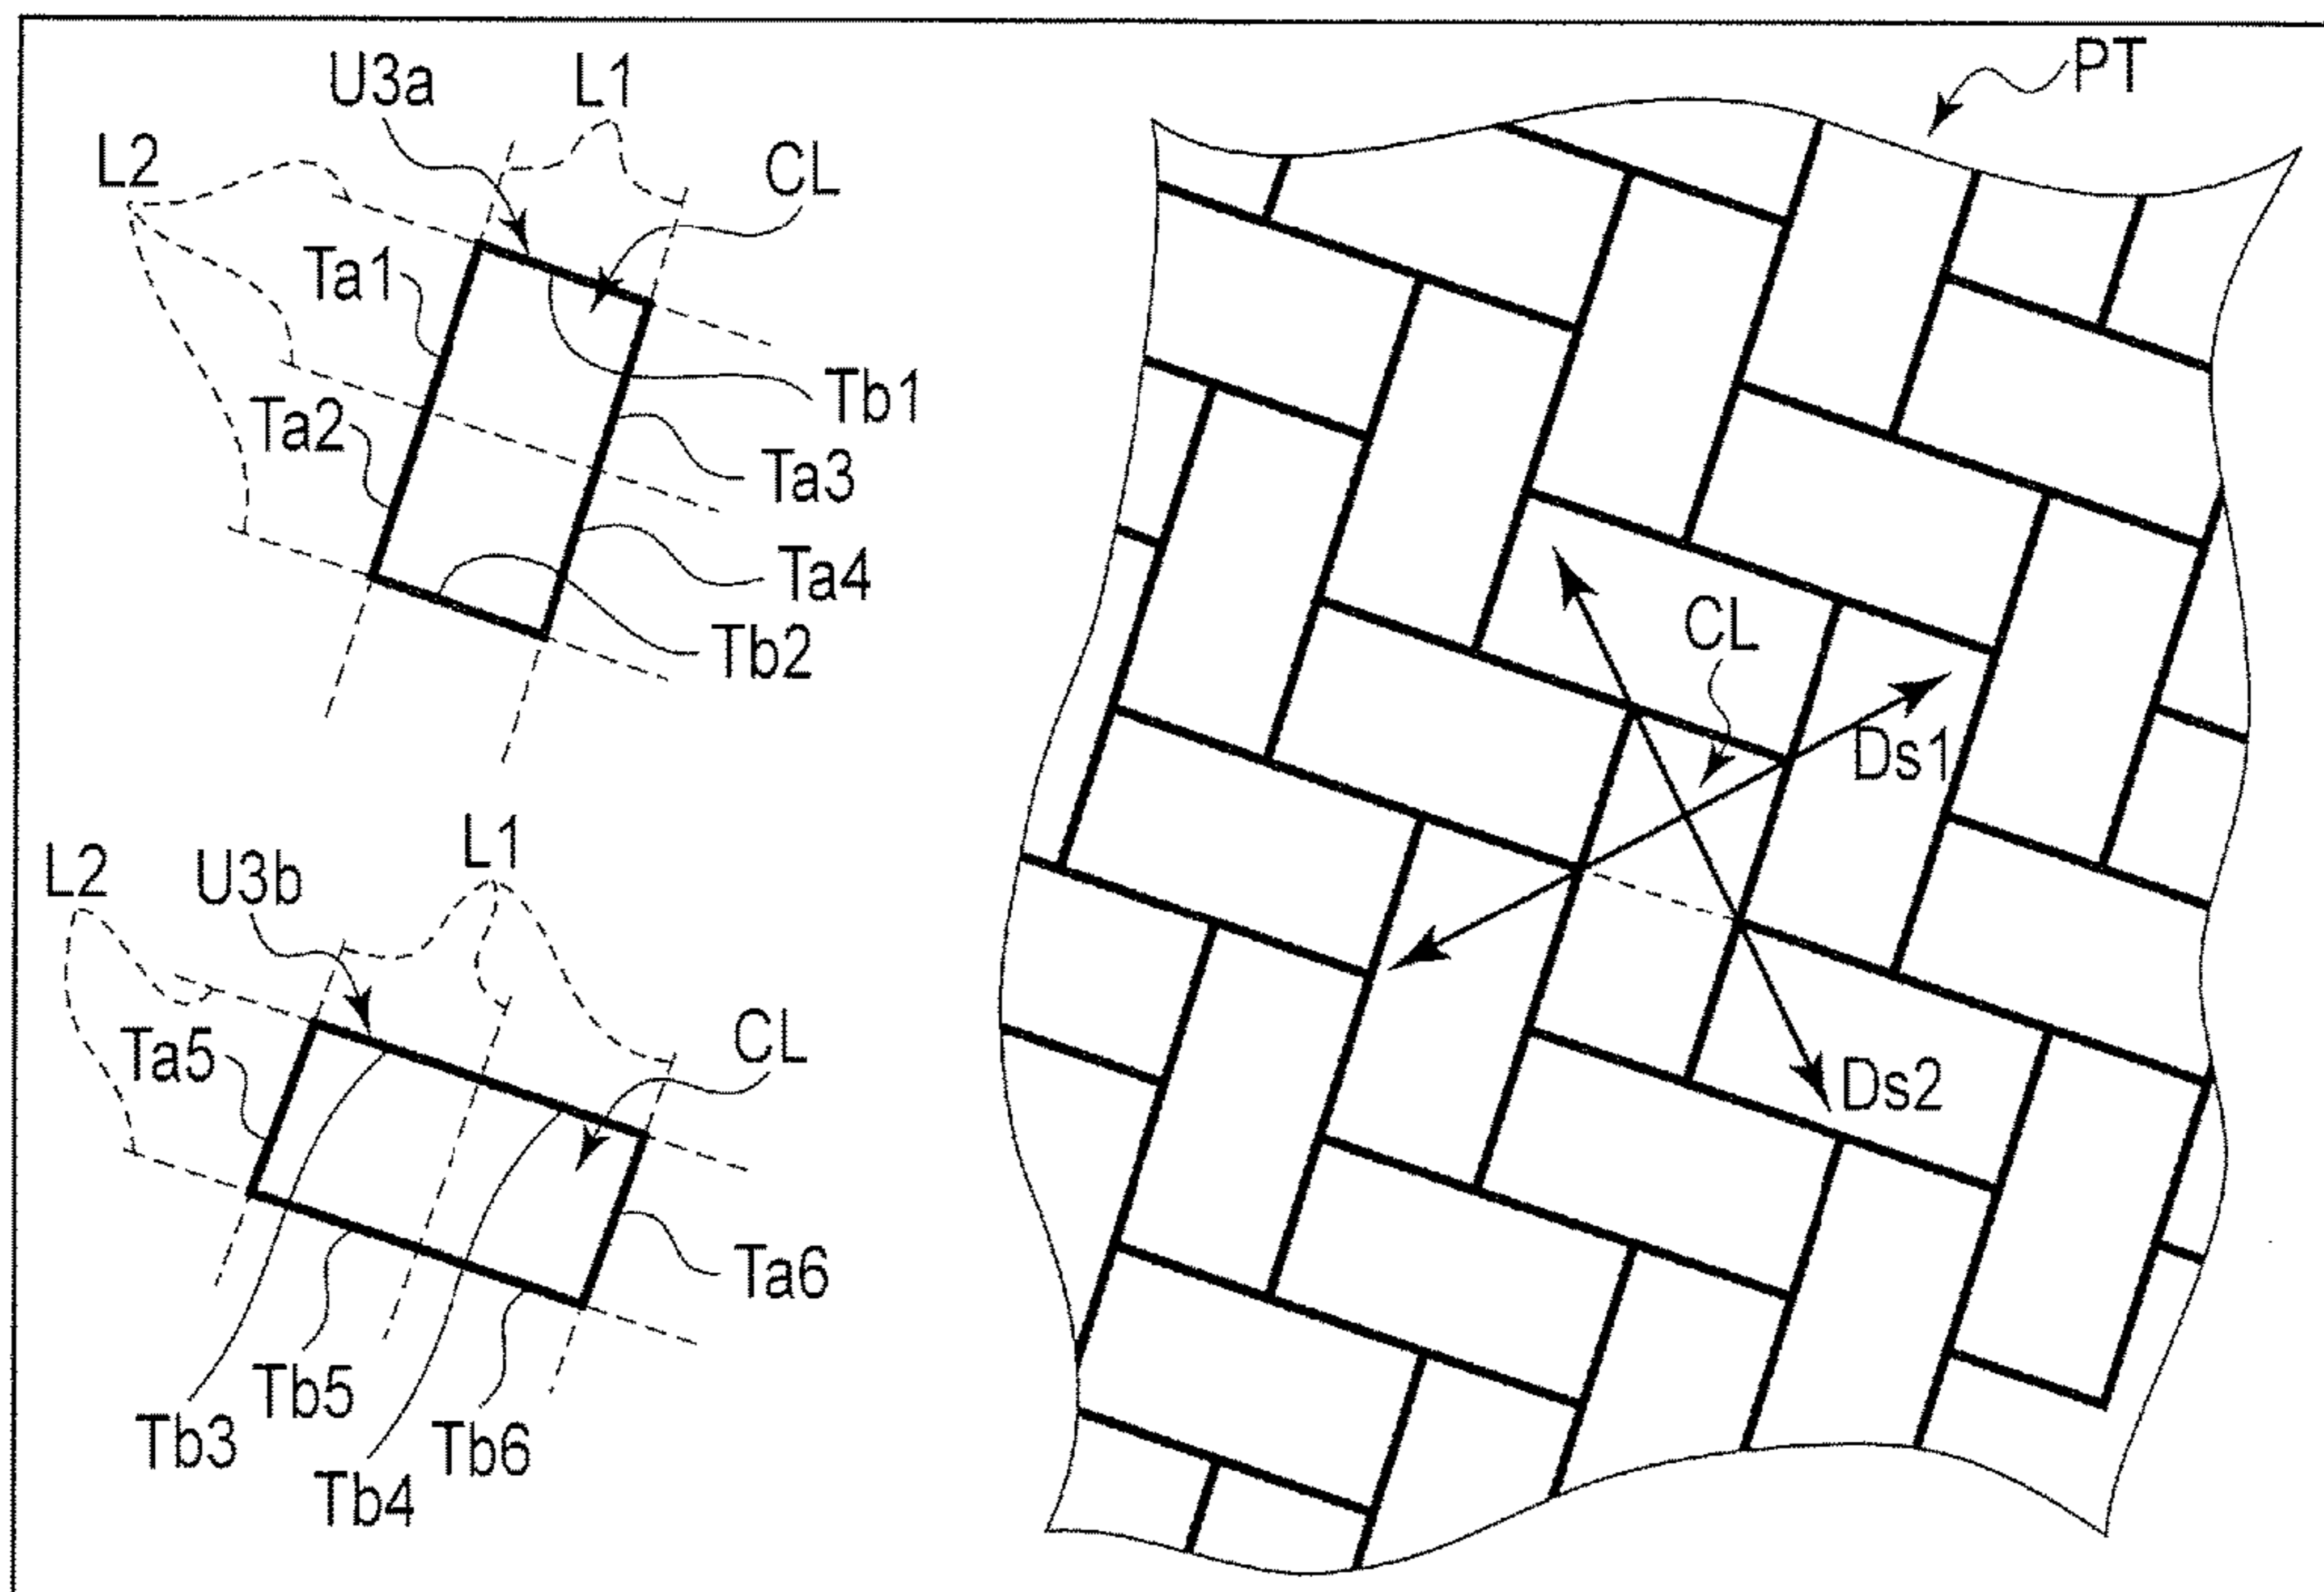 U3a
L1
L2
CL
Ta1
Ta2
Tb1
Ta3
Ta4
Tb2
L1
L2
U3b
CL
Ta5
Ta6
Tb5
Tb3
Tb6
Tb4
PT
CL
Ds1
Ds2